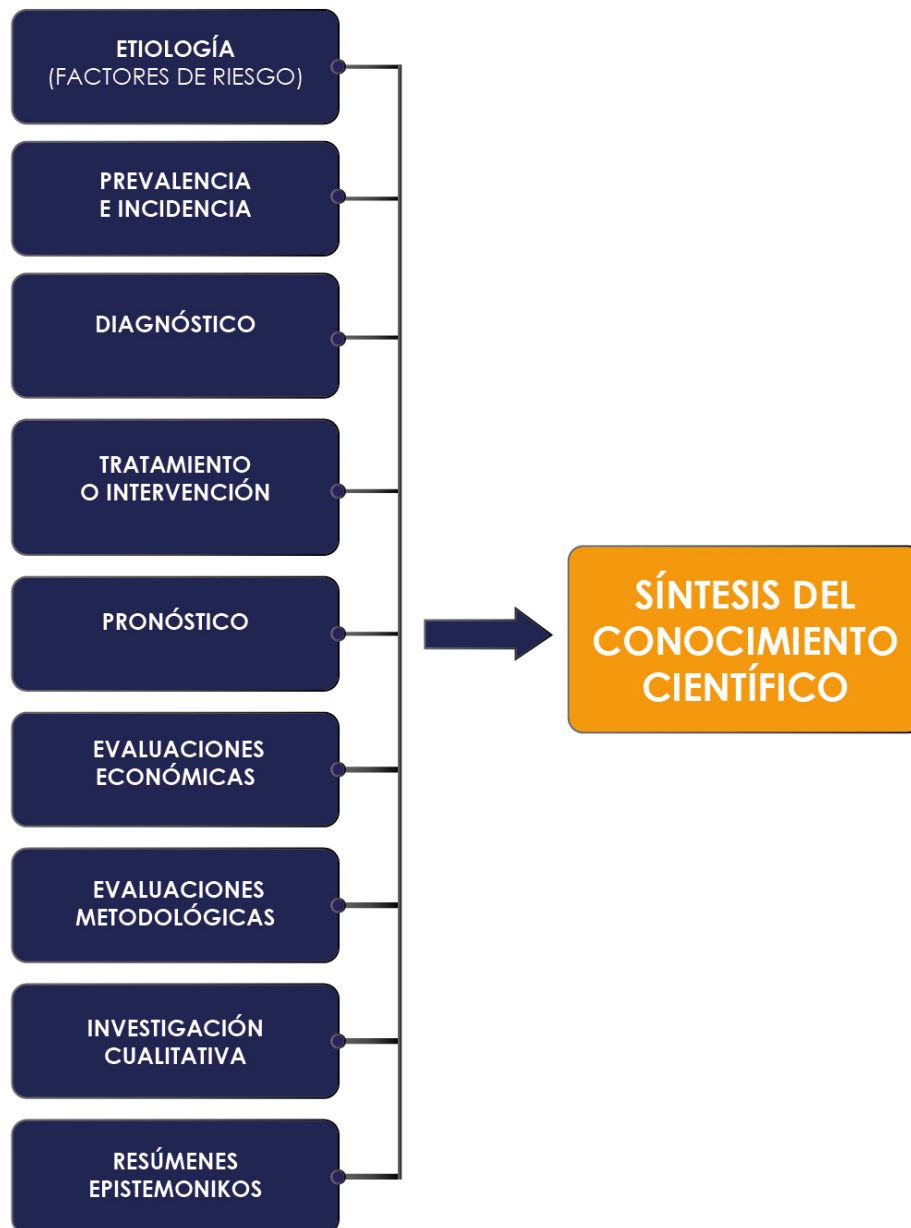 ETIOLOGÍA
(FACTORES DE RIESGO)
PREVALENCIA
E INCIDENCIA
DIAGNÓSTICO
TRATAMIENTO
O INTERVENCIÓN
PRONÓSTICO
EVALUACIONES
ECONÓMICAS
EVALUACIONES
METODOLÓGICAS
INVESTIGACIÓN
CUALITATIVA
RESÚMENES
EPISTEMONIKOS
SÍNTESIS DEL
CONOCIMIENTO
CIENTÍFICO